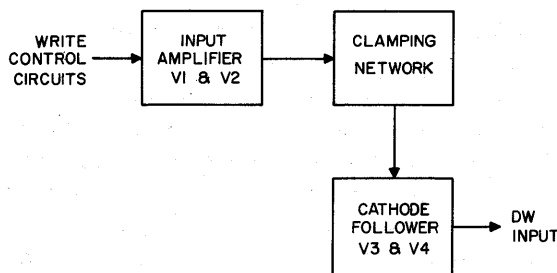 WRITE
CONTROL
CIRCUITS
INPUT
AMPLIFIER
V1 & V2
CLAMPING
NETWORK
CATHODE
FOLLOWER
V3 & V4
DW
INPUT